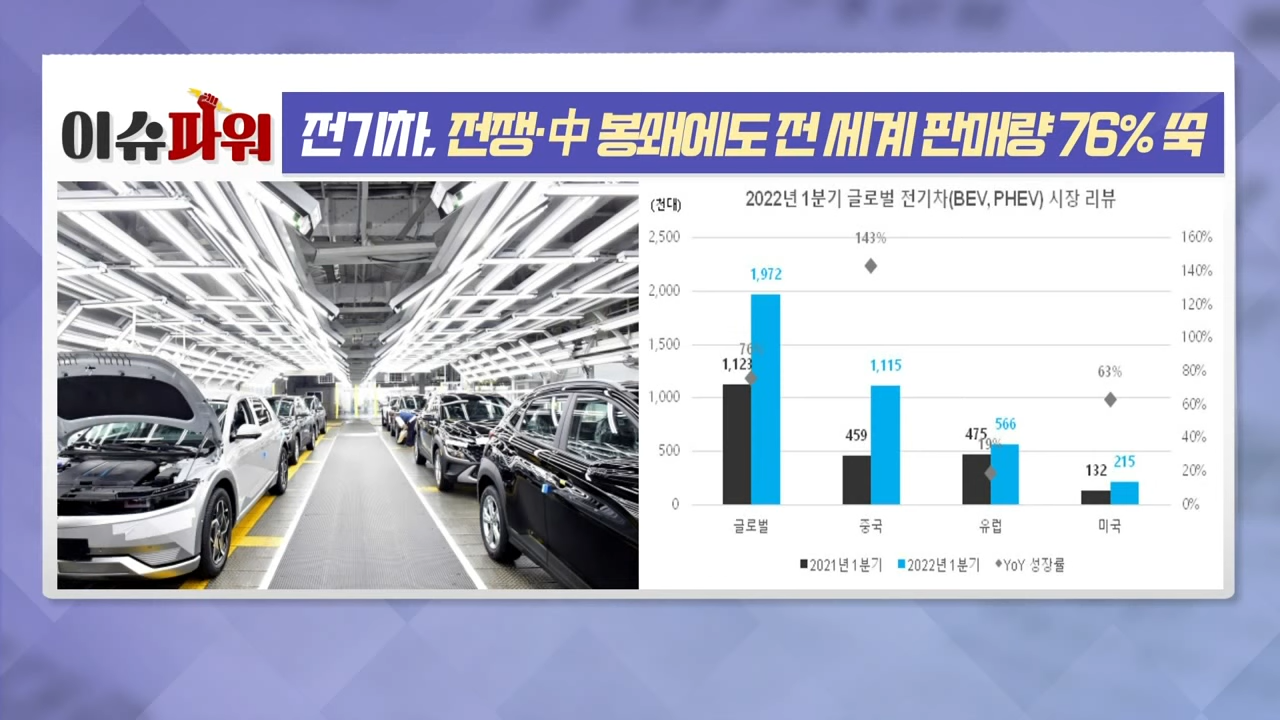 이슈파워
전기차, 전쟁·中 봉쇄에도 전 세계 판매량 76% 쑥
(천대)
2022년 1분기 글로벌 전기차(BEV, PHEV) 시장 리뷰
2,500 143% 160%
1,972 140%
2,000 120%
1,500 76% 100%
1,123 1,115 63% 80%
1,000 60%
459 475 566 40%
500 19% 132 215 20%
0 0%
글로벌 중국 유럽 미국
2021년 1분기 2022년 1분기 YoY 성장률